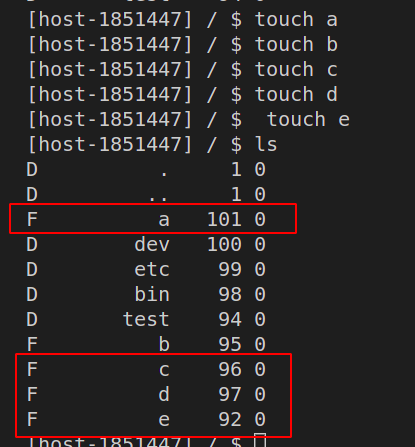 [host-1851447] / $ touch a
[host-1851447] / $ touch b
[host-1851447] / $ touch c
[host-1851447] / $ touch d
[host-1851447] / $  touch e
[host-1851447] / $ ls
D . 1 0
D .. 1 0
F a 101 0
D dev 100 0
D etc 99 0
D bin 98 0
D test 94 0
F b 95 0
F c 96 0
F d 97 0
F e 92 0
[host-1851447] / $